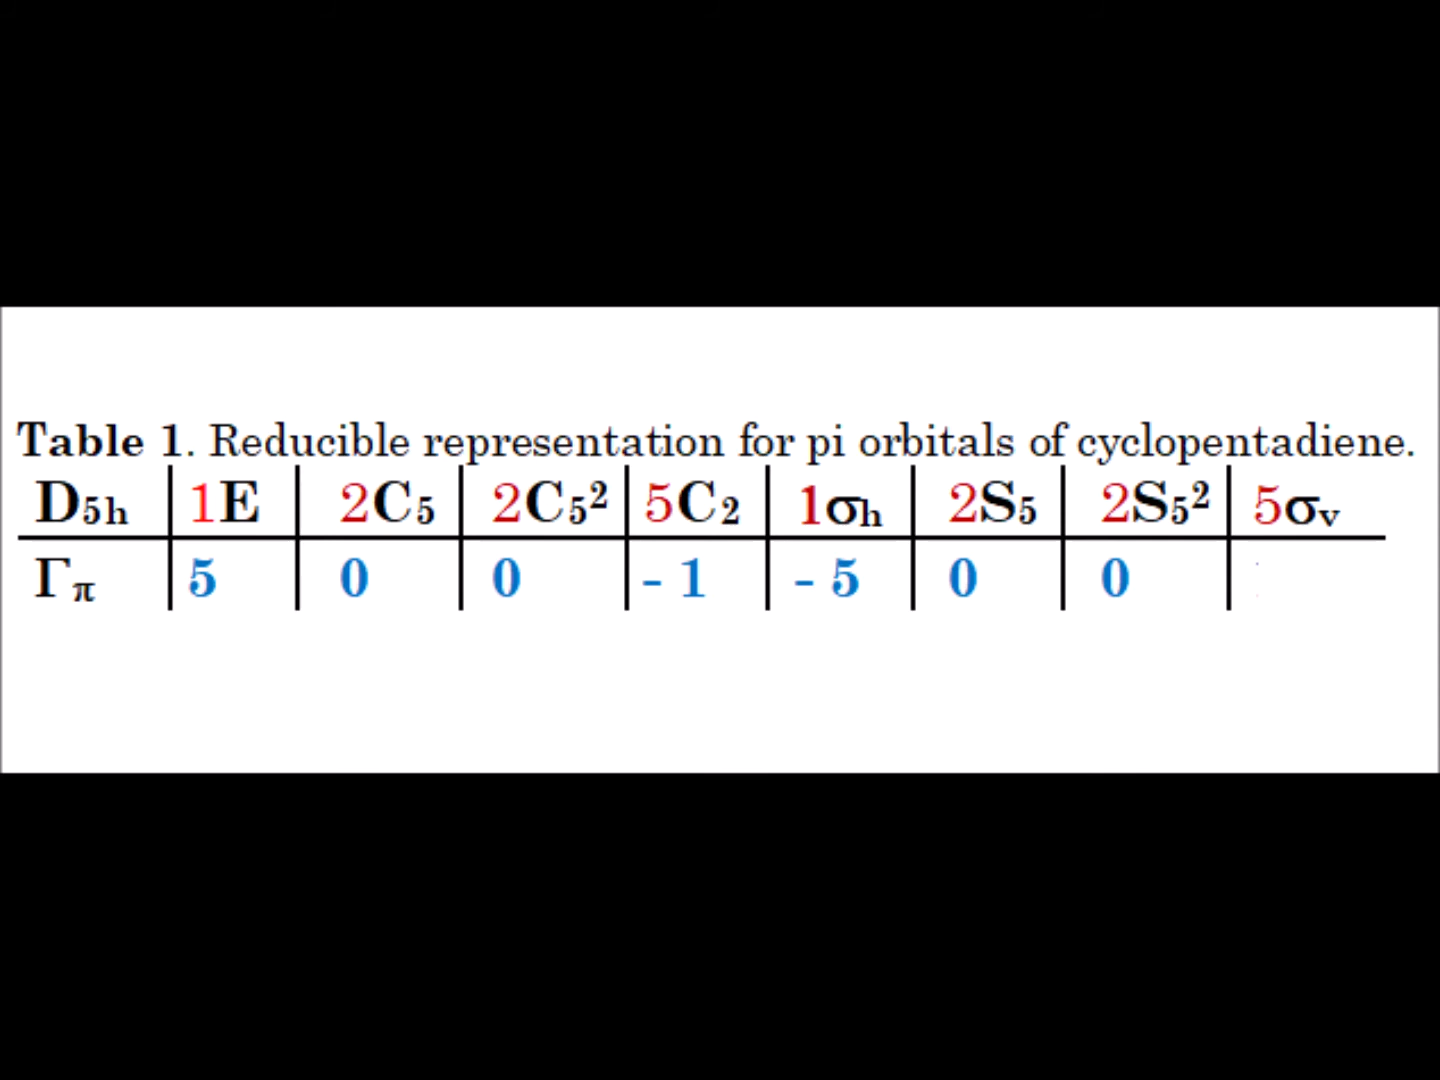 Table 1. Reducible representation for pi orbitals of cyclopentadiene.
D₅ₕ 1E 2C₅ 2C₅² 5C₂ 1σₕ 2S₅ 2S₅² 5σᵥ
Γπ 5 0 0 - 1 - 5 0 0